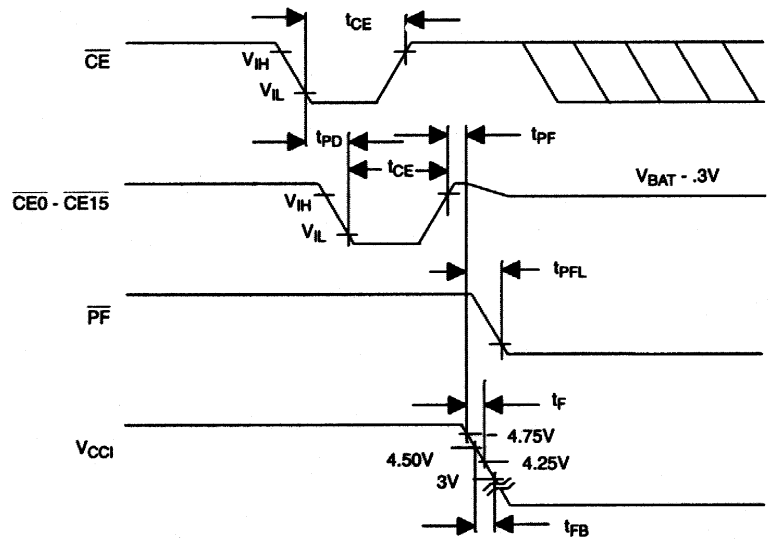 tCE
CE
VIH
VIL
tPD
tPF
tCE
VBAT - .3V
CE0 - CE15
VIH
VIL
tPFL
PF
tF
VCCI
4.75V
4.50V
4.25V
3V
tFB